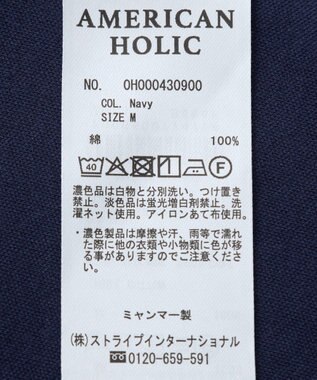 AMERICAN
HOLIC
NO. 0H000430900
COL. Navy
SIZE M
綿 100%
40 F
濃色品は白物と分別洗い。つけ置き
禁止。淡色品は蛍光増白剤禁止。洗
濯ネット使用。アイロンあて布使用。
・濃色製品は摩擦や汗、雨等で濡れ
た際に他の衣類や小物類に色が移
る事がありますのでご注意くださ
い。
ミャンマー製
(株)ストライプインターナショナル
0120-659-591